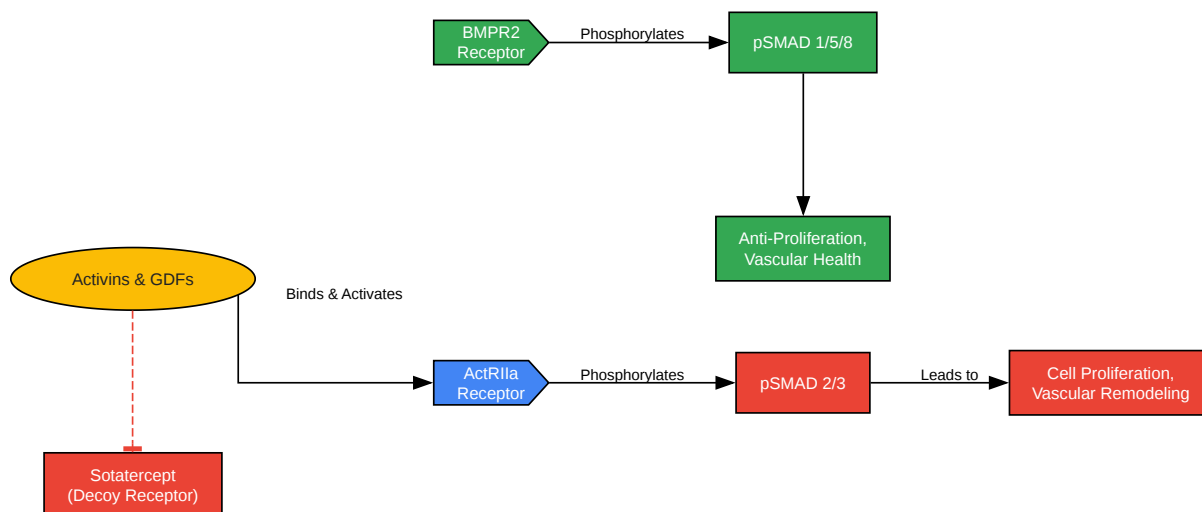 BMPR2
Receptor
Phosphorylates
pSMAD 1/5/8
Anti-Proliferation,
Vascular Health
Activins & GDFs
Binds & Activates
ActRIIa
Receptor
Phosphorylates
pSMAD 2/3
Leads to
Cell Proliferation,
Vascular Remodeling
Sotatercept
(Decoy Receptor)